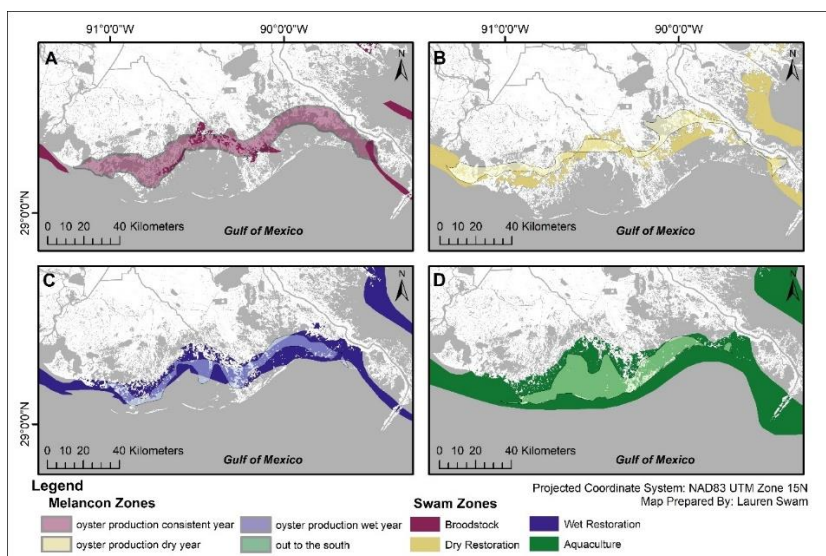 91°0'0"W 90°0'0"W 91°0'0"W 90°0'0"W
A N B N
29°0'0"N
0 10 20 40 Kilometers 0 10 20 40 Kilometers
Gulf of Mexico Gulf of Mexico
C N D N
29°0'0"N
0 10 20 40 Kilometers 0 10 20 40 Kilometers
Gulf of Mexico Gulf of Mexico
Legend Projected Coordinate System: NAD83 UTM Zone 15N
Melancon Zones Swam Zones Map Prepared By: Lauren Swam
oyster production consistent year oyster production wet year Broodstock Wet Restoration
oyster production dry year out to the south Dry Restoration Aquaculture